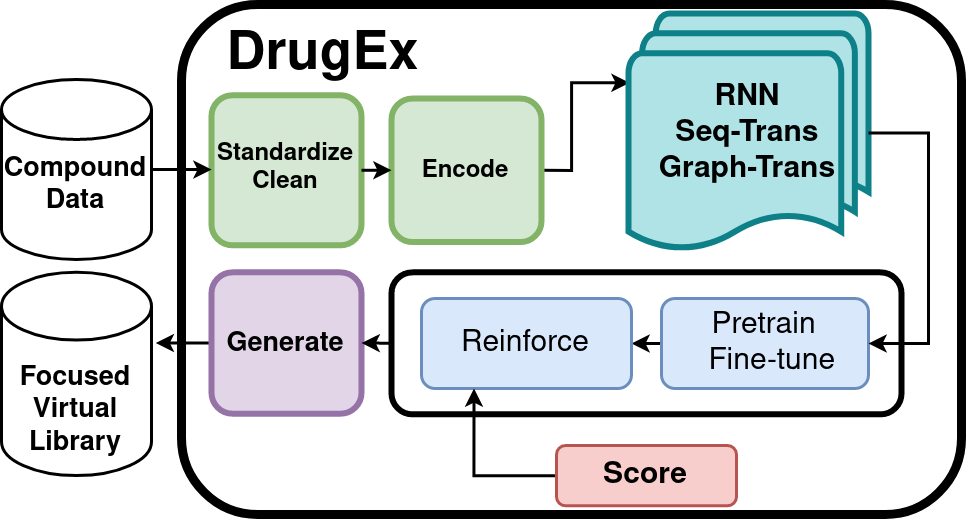 DrugEx
Compound
Data
Standardize
Clean
Encode
RNN
Seq-Trans
Graph-Trans
Focused
Virtual
Library
Generate
Reinforce
Pretrain
Fine-tune
Score